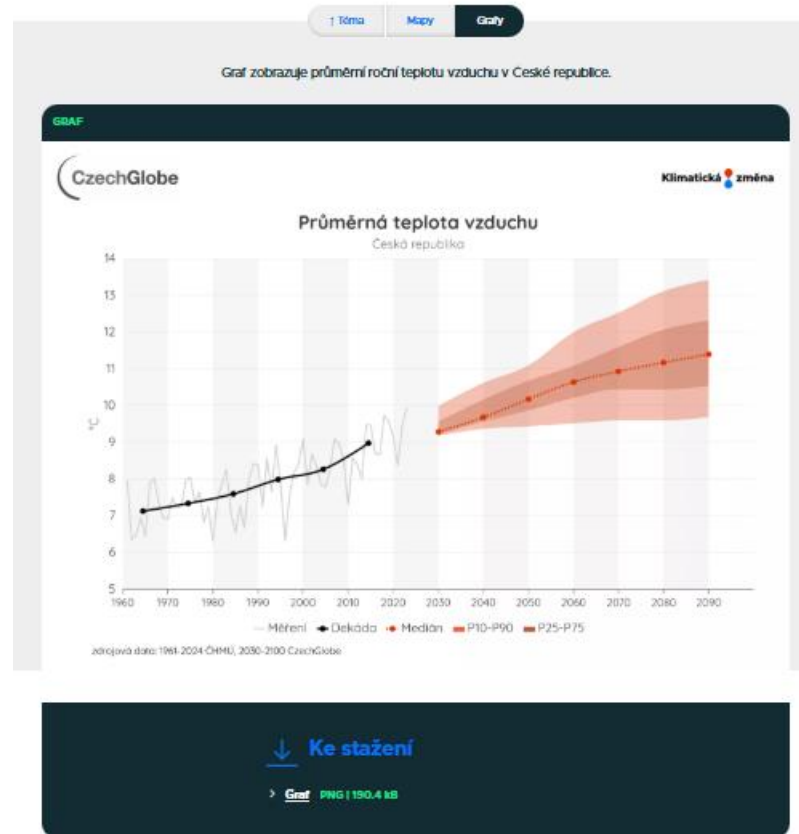 ↑ Téma Mapy Grafy
Graf zobrazuje průměrní roční teplotu vzduchu v České republice.
GRAF
CzechGlobe
Klimatická změna
Průměrná teplota vzduchu
Česká republika
14
13
12
11
10
°C
9
8
7
6
5
1960 1970 1980 1990 2000 2010 2020 2030 2040 2050 2060 2070 2080 2090
Měření Dekáda Medián P10-P90 P25-P75
zdrojová data: 1961-2024 ČHMÚ, 2030-2100 CzechGlobe
Ke stažení
> Graf PNG | 190.4 kB